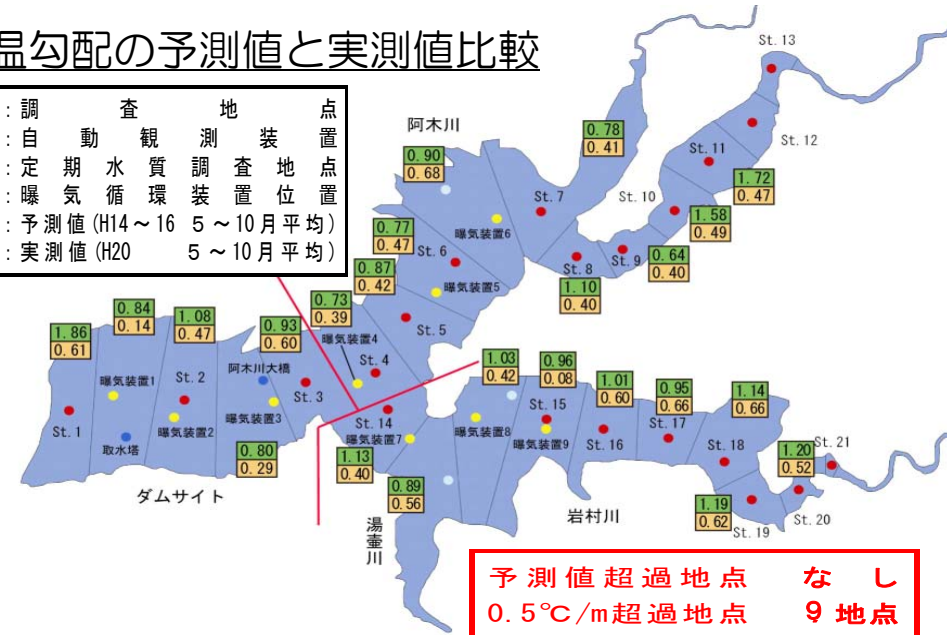 温勾配の予測値と実測値比較
:調査地点
:自動観測装置
:定期水質調査地点
:曝気循環装置位置
:予測値(H14～16 5～10月平均)
:実測値(H20 5～10月平均)
St. 13
阿木川
0.78
0.41
St. 12
0.90
0.68
St. 11
1.72
0.47
St. 7
St. 10
1.58
0.49
0.77
0.47
曝気装置6
St. 6
St. 9
0.64
0.40
St. 8
1.10
0.40
0.87
0.42
曝気装置5
0.73
0.39
St. 5
0.84
0.14
1.08
0.47
0.93
0.60
曝気装置4
1.86
0.61
St. 4
1.03
0.42
0.96
0.08
1.01
0.60
0.95
0.66
1.14
0.66
阿木川大橋
曝気装置1
St. 2
St. 3
St. 1
曝気装置2
曝気装置3
St. 14
曝気装置7
曝気装置8
St. 15
曝気装置9
St. 16
St. 17
St. 18
St. 21
取水塔
0.80
0.29
1.13
0.40
1.20
0.52
0.89
0.56
ダムサイト
湯壷川
岩村川
1.19
0.62
St. 19
St. 20
予測値超過地点 なし
0.5℃/m超過地点 9地点